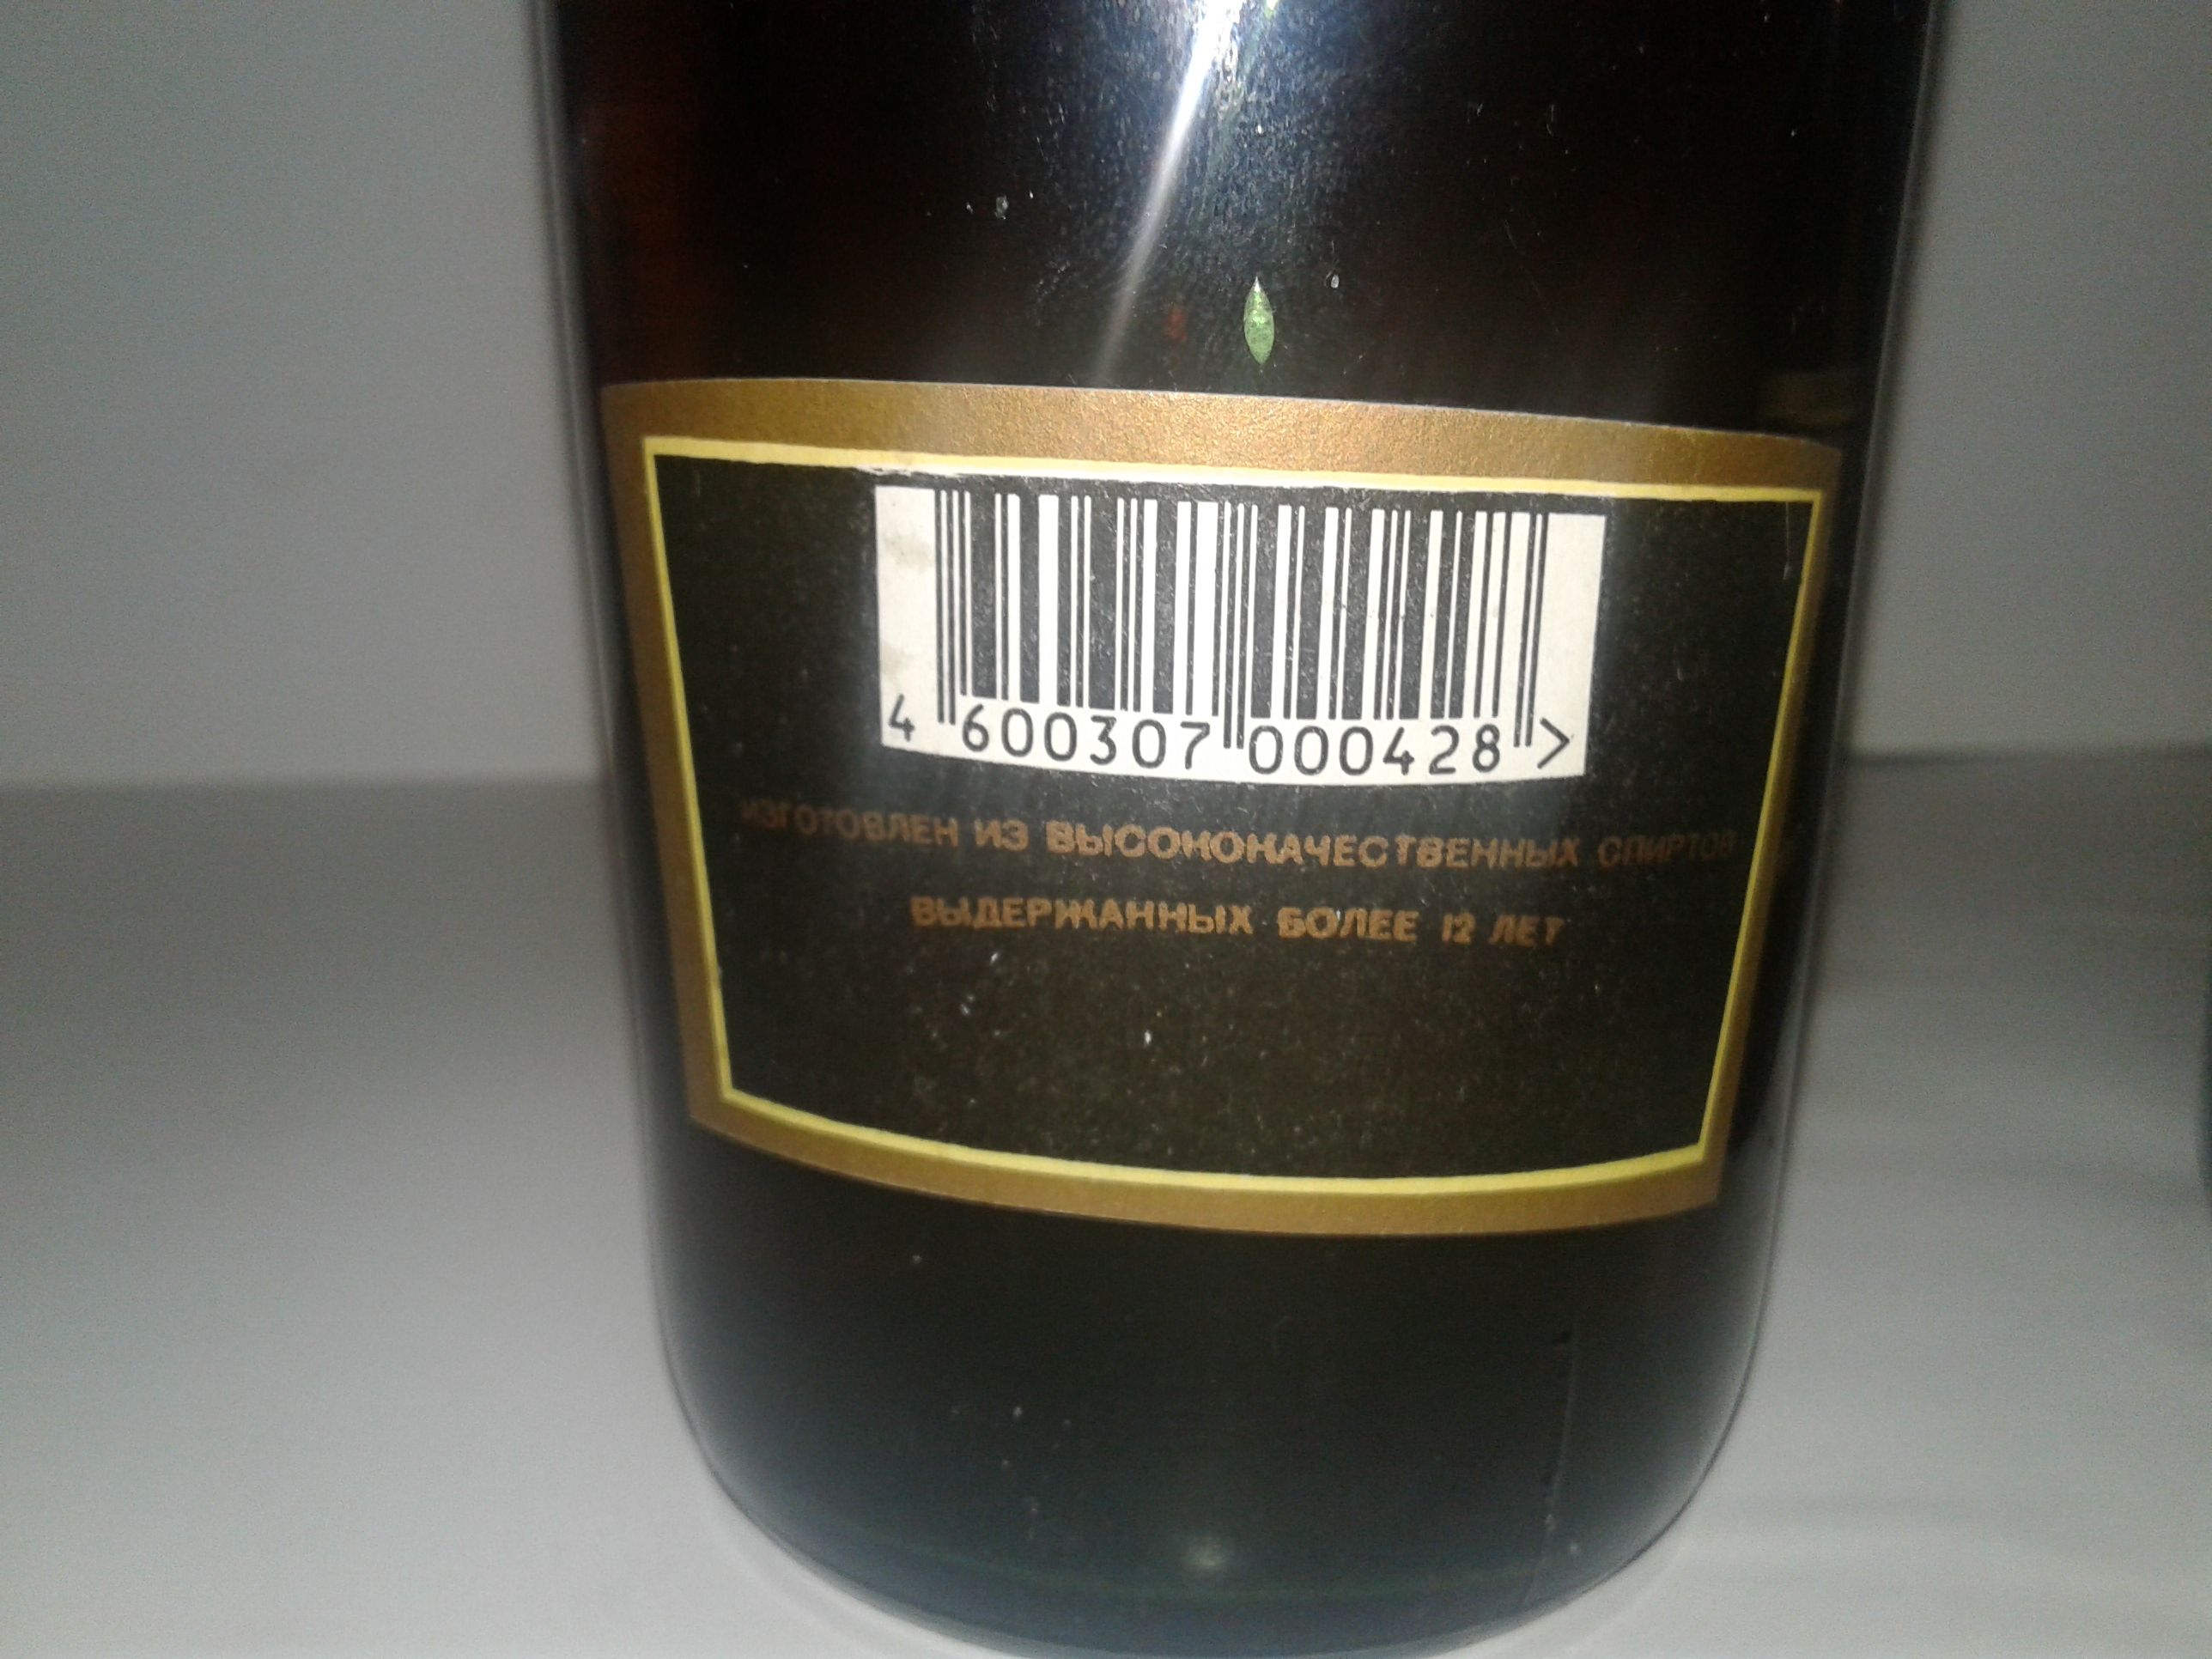 4 600307 000428 >
ИЗГОТОВЛЕН ИЗ ВЫСОКОКАЧЕСТВЕННЫХ СПИРТОВ
ВЫДЕРЖАННЫХ БОЛЕЕ 12 ЛЕТ